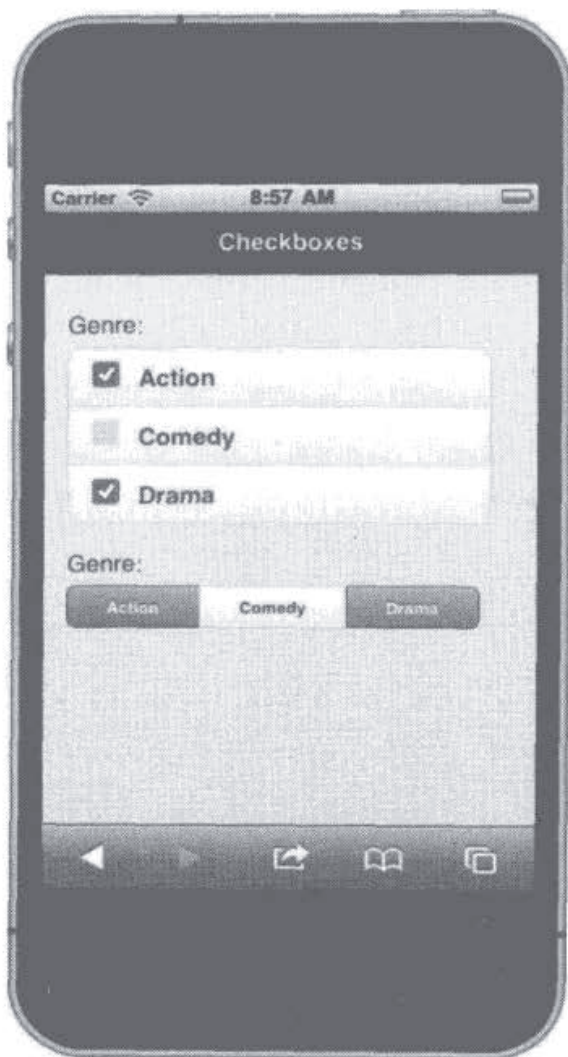 Carrier 8:57 AM
Checkboxes
Genre:
Action
Comedy
Drama
Genre:
Action Comedy Drama